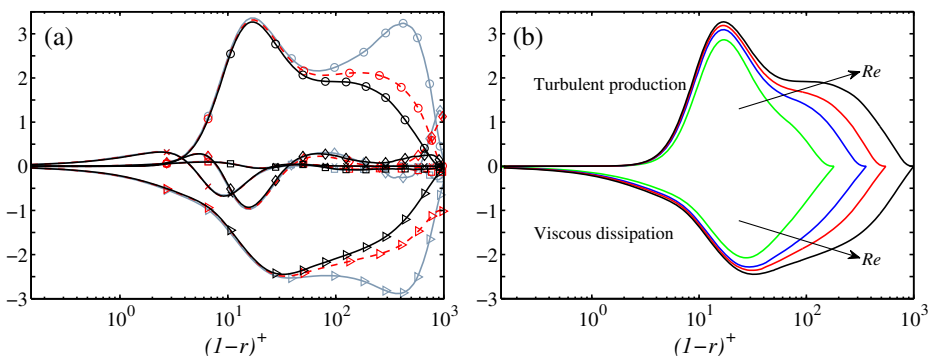 (a)
3
2
1
0
−1
−2
−3
10^0
10^1
10^2
10^3
(1−r)^+
(b)
3
2
1
0
−1
−2
−3
Turbulent production
Re
Viscous dissipation
Re
10^0
10^1
10^2
10^3
(1−r)^+